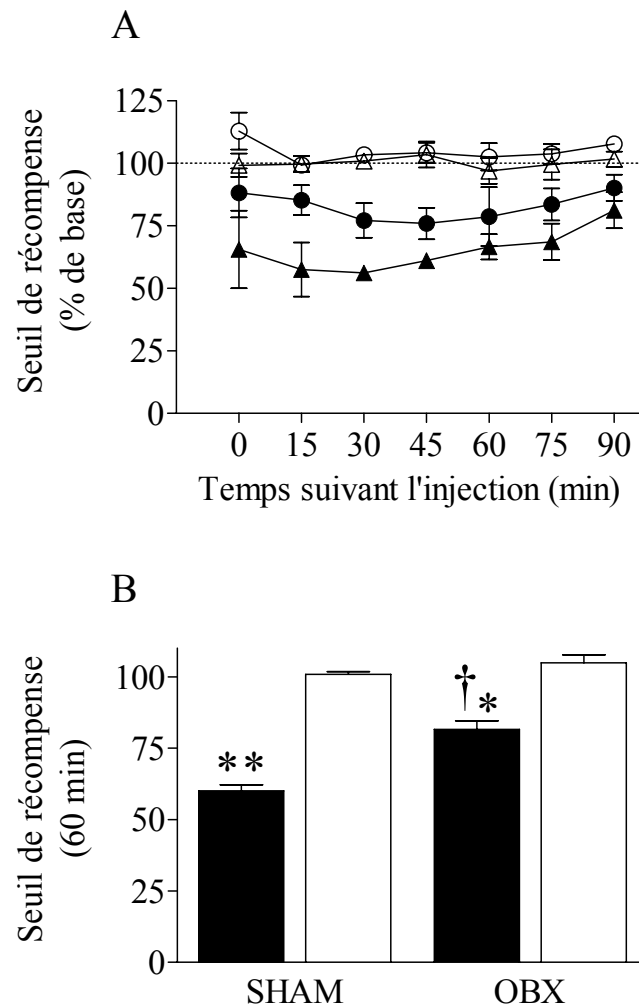 A
Seuil de récompense
(% de base)
125
100
75
50
25
0
0 15 30 45 60 75 90
Temps suivant l'injection (min)
B
Seuil de récompense
(60 min)
100
75
50
25
0
**
†*
SHAM OBX